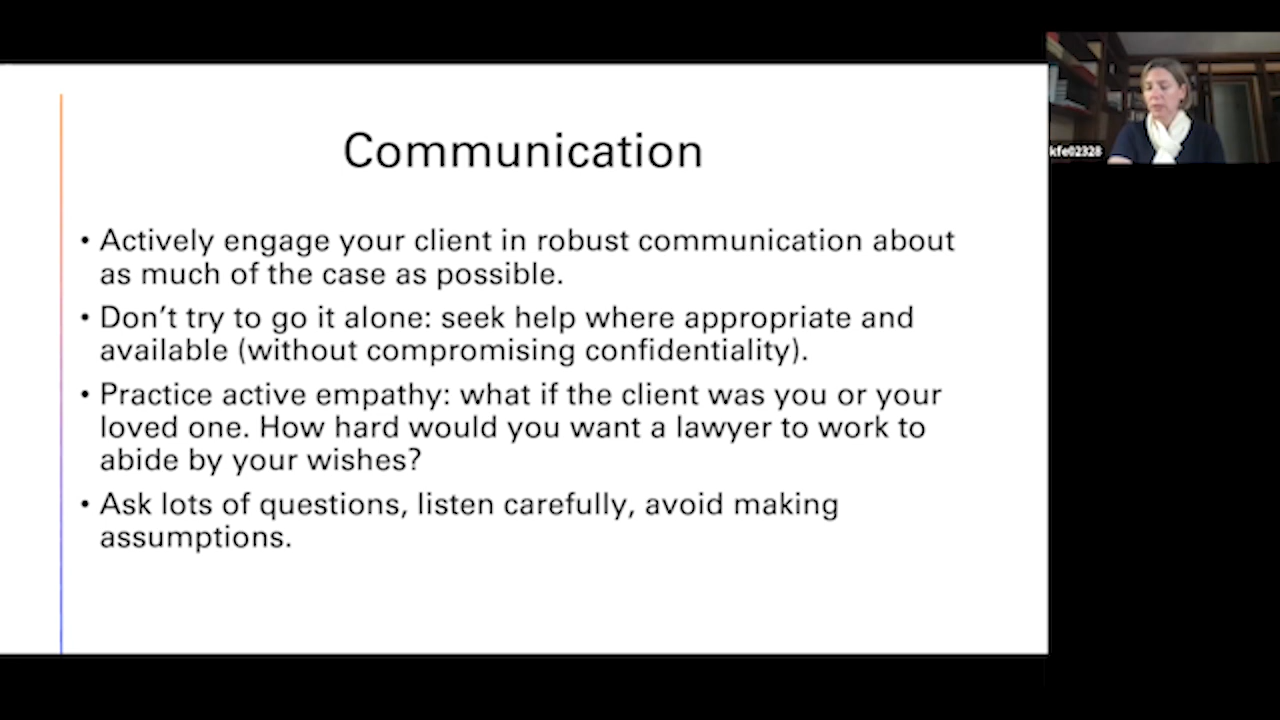 Communication
• Actively engage your client in robust communication about
as much of the case as possible.
• Don’t try to go it alone: seek help where appropriate and
available (without compromising confidentiality).
• Practice active empathy: what if the client was you or your
loved one. How hard would you want a lawyer to work to
abide by your wishes?
• Ask lots of questions, listen carefully, avoid making
assumptions.
kfe02328